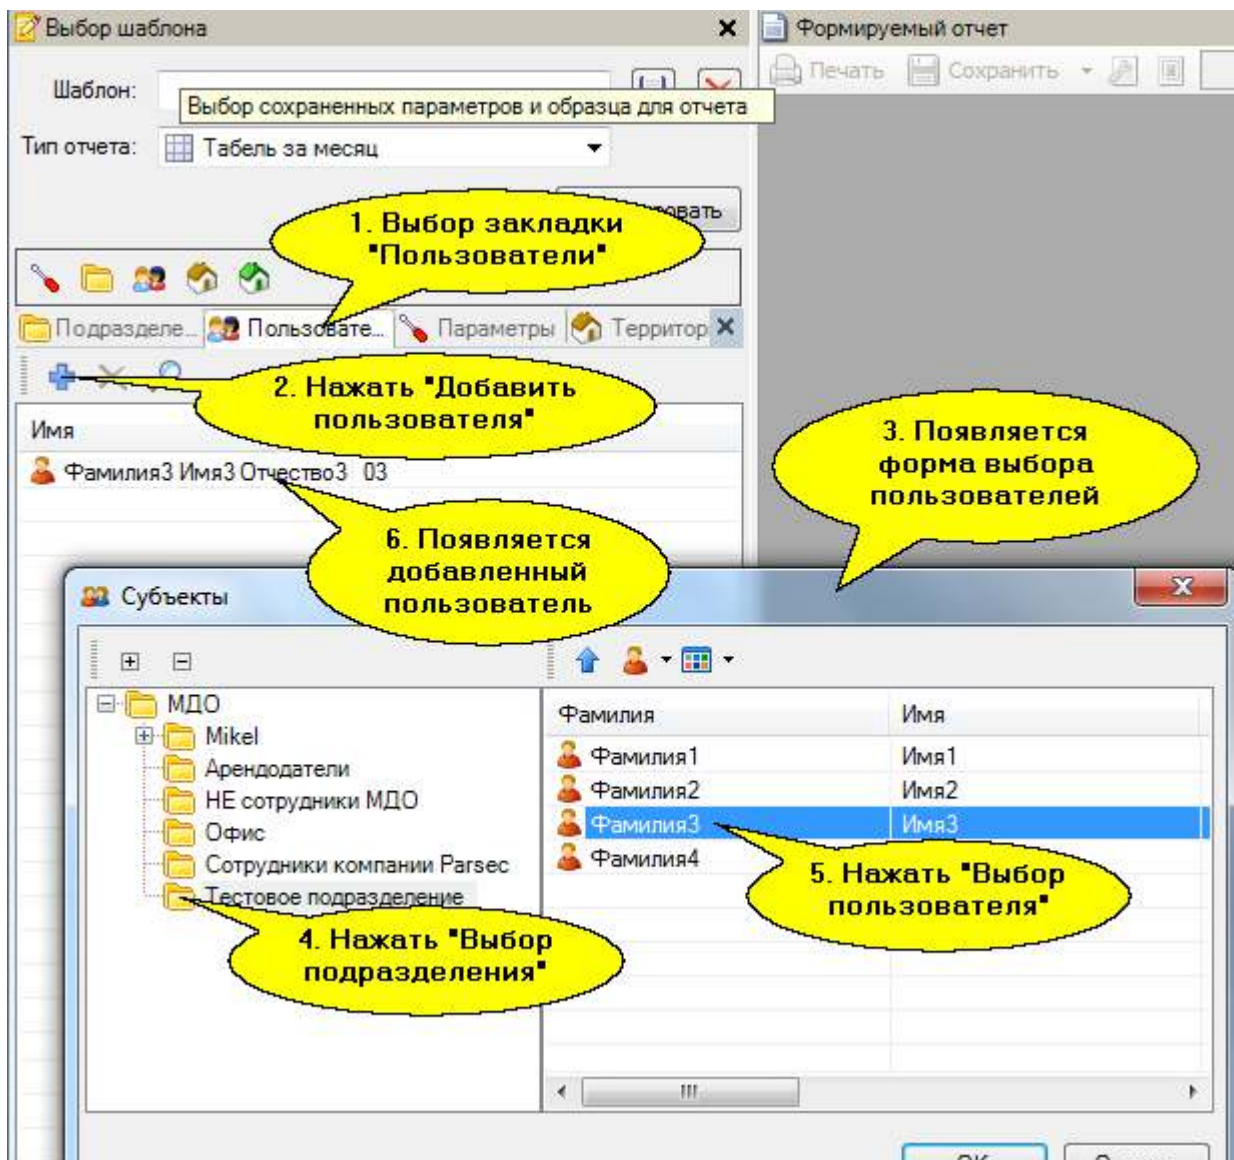 Выбор шаблона
Формируемый отчет
Печать
Сохранить
Шаблон:
Выбор сохраненных параметров и образца для отчета
Тип отчета:
Табель за месяц
1. Выбор закладки
"Пользователи"
Подразделе...
Пользовате...
Параметры
Территор
2. Нажать "Добавить
пользователя"
Имя
Фамилия3 Имя3 Отчество3 03
3. Появляется
форма выбора
пользователей
6. Появляется
добавленный
пользователь
Субъекты
МДО
Mikel
Арендодатели
НЕ сотрудники МДО
Офис
Сотрудники компании Parsec
Тестовое подразделение
Фамилия Имя
Фамилия1 Имя1
Фамилия2 Имя2
Фамилия3 Имя3
Фамилия4
5. Нажать "Выбор
пользователя"
4. Нажать "Выбор
подразделения"